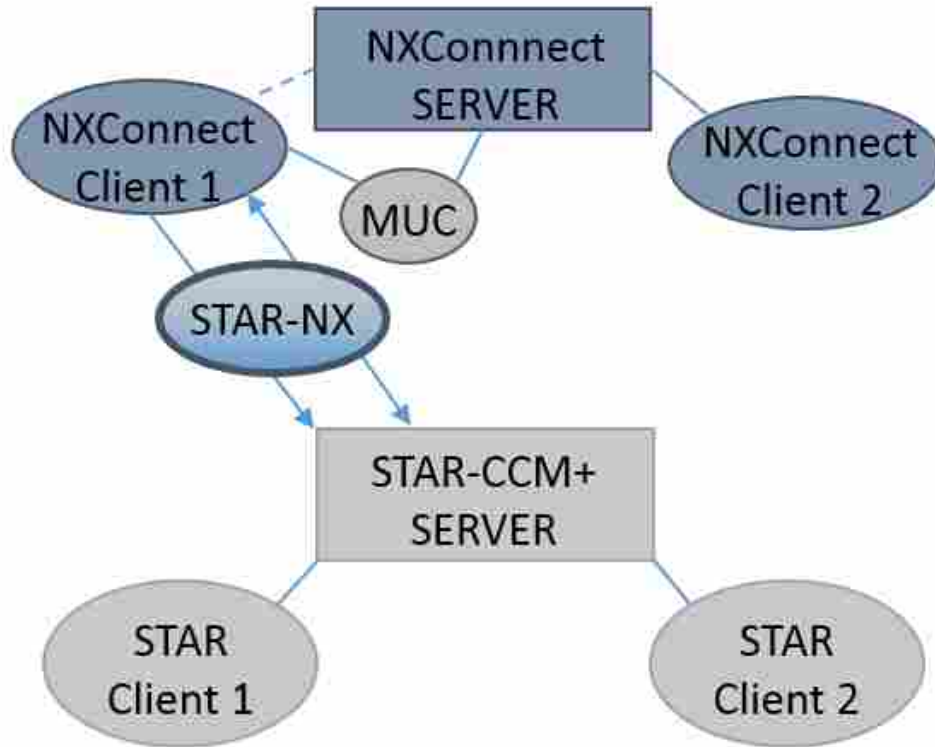 NXConnnect
SERVER
NXConnect
Client 1
NXConnect
Client 2
MUC
STAR-NX
STAR-CCM+
SERVER
STAR
Client 1
STAR
Client 2